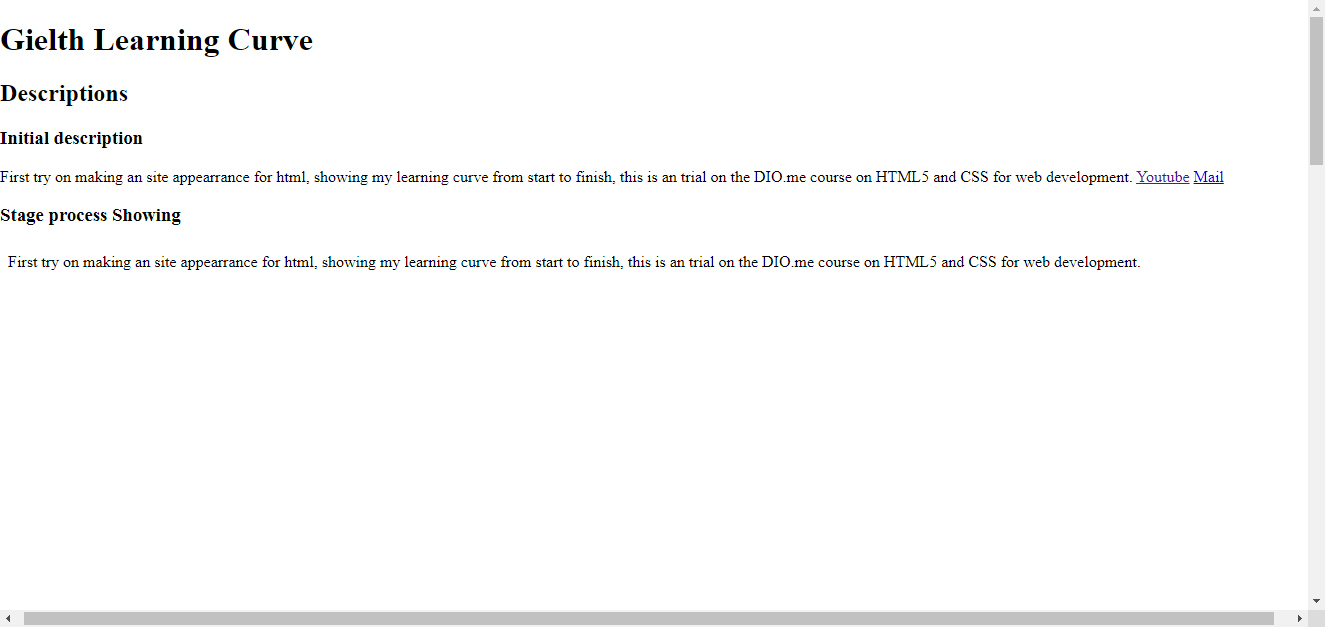 Gielth Learning Curve
Descriptions
Initial description
First try on making an site appearrance for html, showing my learning curve from start to finish, this is an trial on the DIO.me course on HTML5 and CSS for web development. Youtube Mail
Stage process Showing
First try on making an site appearrance for html, showing my learning curve from start to finish, this is an trial on the DIO.me course on HTML5 and CSS for web development.